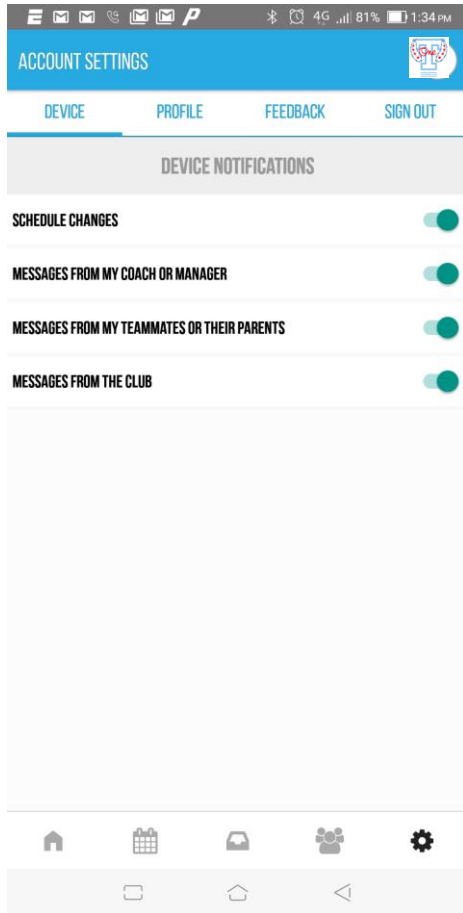 4G 81% 1:34 PM
ACCOUNT SETTINGS
DEVICE PROFILE FEEDBACK SIGN OUT
DEVICE NOTIFICATIONS
SCHEDULE CHANGES
MESSAGES FROM MY COACH OR MANAGER
MESSAGES FROM MY TEAMMATES OR THEIR PARENTS
MESSAGES FROM THE CLUB